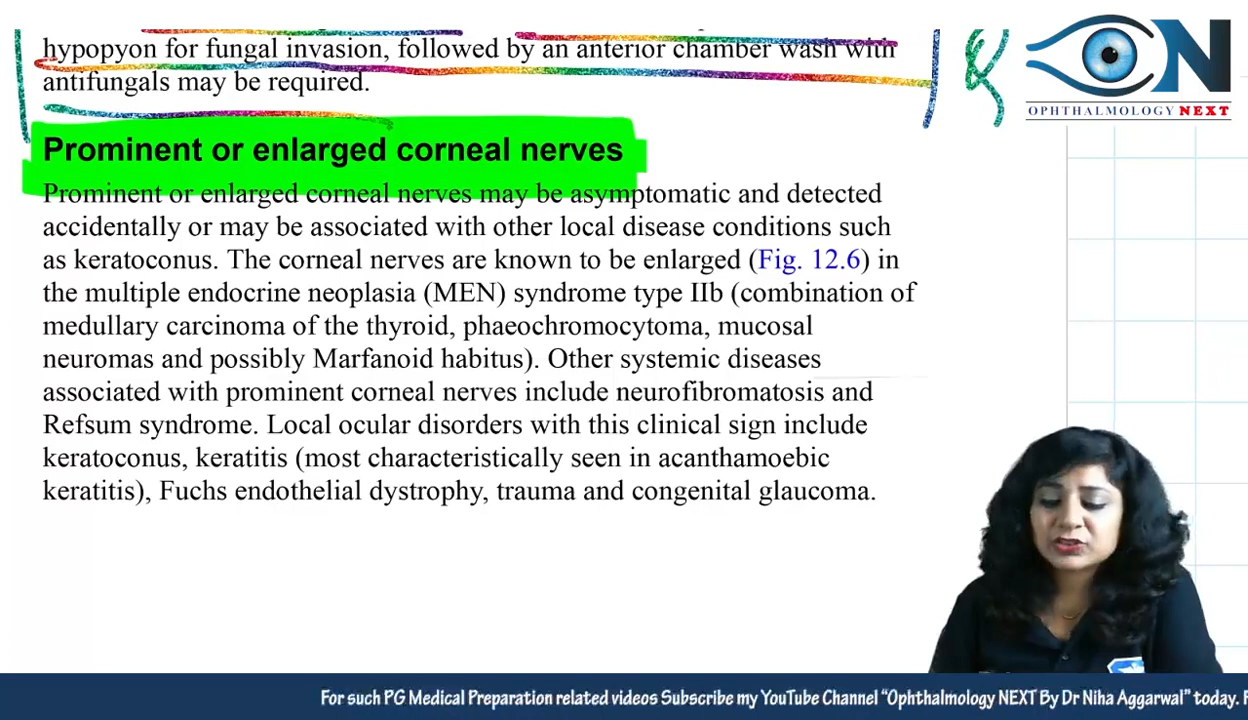 hypopyon for fungal invasion, followed by an anterior chamber wash with
antifungals may be required.
OPHTHALMOLOGY NEXT
Prominent or enlarged corneal nerves
Prominent or enlarged corneal nerves may be asymptomatic and detected
accidentally or may be associated with other local disease conditions such
as keratoconus. The corneal nerves are known to be enlarged (Fig. 12.6) in
the multiple endocrine neoplasia (MEN) syndrome type IIb (combination of
medullary carcinoma of the thyroid, phaeochromocytoma, mucosal
neuromas and possibly Marfanoid habitus). Other systemic diseases
associated with prominent corneal nerves include neurofibromatosis and
Refsum syndrome. Local ocular disorders with this clinical sign include
keratoconus, keratitis (most characteristically seen in acanthamoebic
keratitis), Fuchs endothelial dystrophy, trauma and congenital glaucoma.
For such PG Medical Preparation related videos Subscribe my YouTube Channel “Ophthalmology NEXT By Dr Niha Aggarwal” today. F